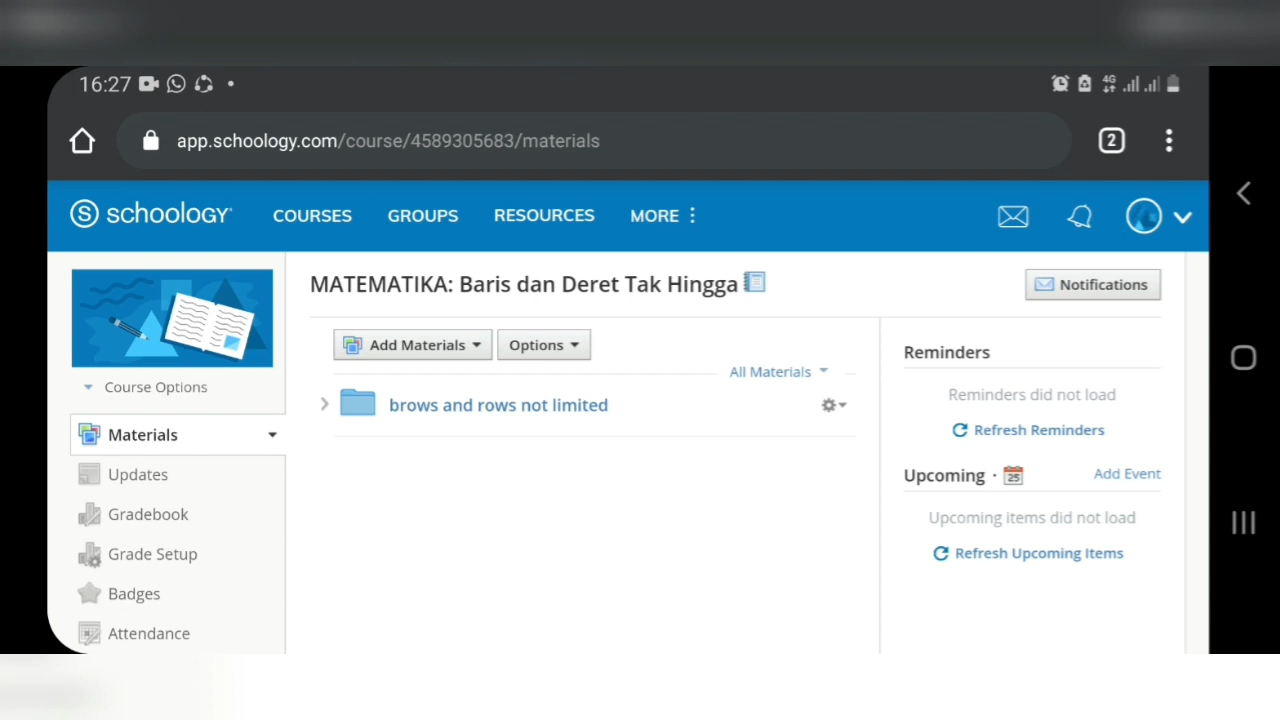 16:27
4G
app.schoology.com/course/4589305683/materials
2
S schoology
COURSES
GROUPS
RESOURCES
MORE
MATEMATIKA: Baris dan Deret Tak Hingga
Notifications
Course Options
Materials
Updates
Gradebook
Grade Setup
Badges
Attendance
Add Materials
Options
All Materials
brows and rows not limited
Reminders
Reminders did not load
Refresh Reminders
Upcoming · 25
Add Event
Upcoming items did not load
Refresh Upcoming Items